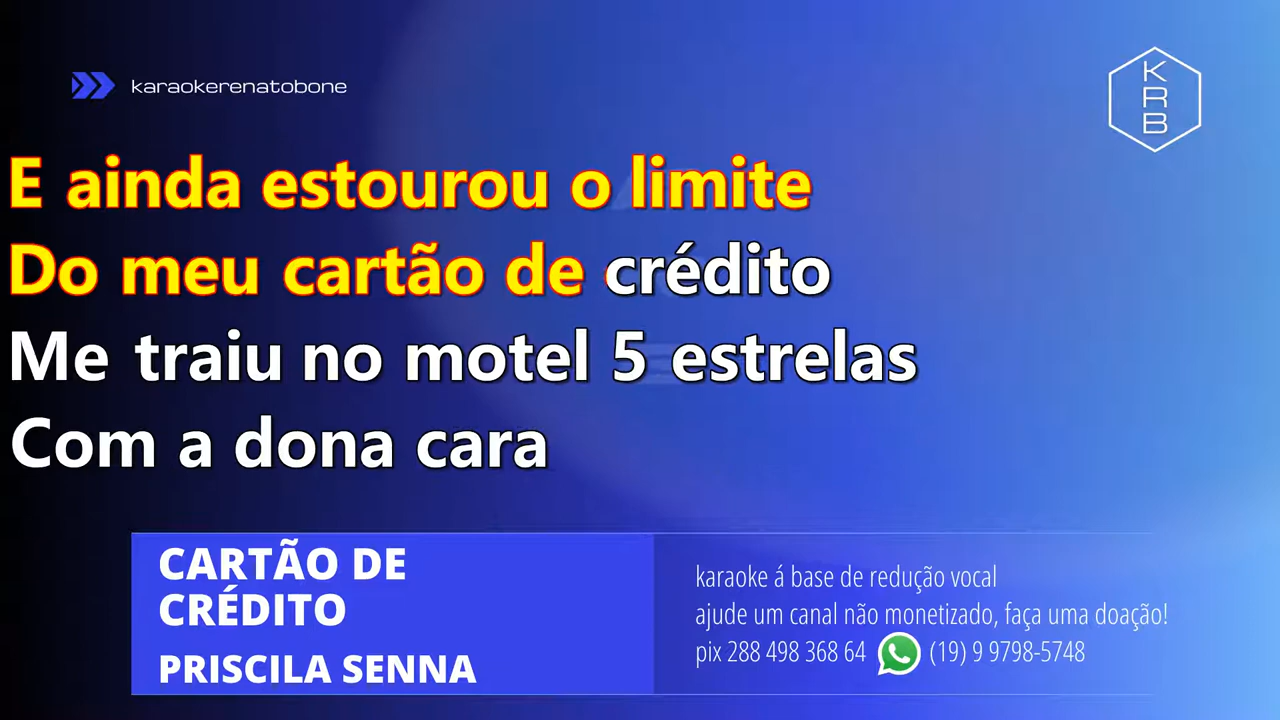 karaokerenatobone
K
R
B
E ainda estourou o limite
Do meu cartão de crédito
Me traiu no motel 5 estrelas
Com a dona cara
CARTÃO DE
CRÉDITO
PRISCILA SENNA
karaoke á base de redução vocal
ajude um canal não monetizado, faça uma doação!
pix 288 498 368 64 (19) 9 9798-5748